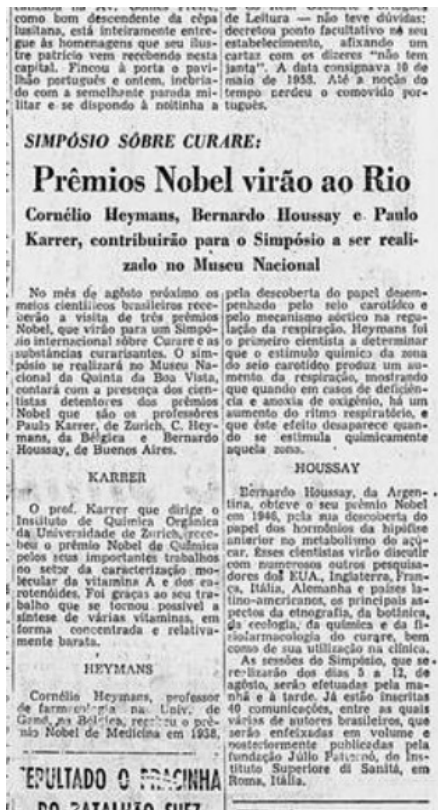 como bom descendente da cêpa
lusitana, está inteiramente entre-
gue às homenagens que seu ilus-
tre patrício vem recebendo nesta
capital. Fincou à porta o pavi-
lhão português e ontem, inebria-
do com a semelhante parada mi-
litar e se dispondo à noitinha a
de Leitura — não teve dúvidas:
decretou ponto facultativo no seu
estabelecimento, afixando um
cartaz com os dizeres "não tem
janta". A data consignava 10 de
maio de 1958. Até a noção do
tempo perdeu o comovido por-
tuguês.
SIMPÓSIO SÔBRE CURARE:
Prêmios Nobel virão ao Rio
Cornélio Heymans, Bernardo Houssay e Paulo
Karrer, contribuirão para o Simpósio a ser reali-
zado no Museu Nacional
No mês de agôsto próximo os
meios científicos brasileiros rece-
berão a visita de três prêmios
Nobel, que virão para um Simpó-
sio internacional sôbre Curare e as
substâncias curarisantes. O sim-
pósio se realizará no Museu Na-
cional da Quinta da Boa Vista,
contará com a presença dos cien-
tistas detentores dos prêmios
Nobel que são os professôres
Paulo Karrer, de Zurich, C. Hey-
mans, da Bélgica e Bernardo
Houssay, de Buenos Aires.
KARRER
O prof. Karrer que dirige o
Instituto de Química Orgânica
da Universidade de Zurich, rece-
beu o prêmio Nobel de Química
pelos seus importantes trabalhos
no setor da caracterização mo-
lecular da vitamina A e dos ca-
rotenóides. Foi graças ao seu tra-
balho que se tornou possível a
síntese de várias vitaminas, em
forma concentrada e relativa-
mente barata.
HEYMANS
Cornélio Heymans, professor
de farmacologia na Univ. de
Gand, na Bélgica, recebeu o prê-
mio Nobel de Medicina em 1938,
pela descoberta do papel desem-
penhado pelo seio carotídeo e
pelo mecanismo aórtico na regu-
lação da respiração. Heymans foi
o primeiro cientista a determinar
que o estímulo químico da zona
do seio carotídeo produz um au-
mento da respiração, mostrando
que quando em casos de deficiên-
cia e anoxia de oxigênio, há um
aumento do ritmo respiratório, e
que êste efeito desaparece quan-
do se estimula quimicamente
aquela zona.
HOUSSAY
Bernardo Houssay, da Argen-
tina, obteve o seu prêmio Nobel
em 1946, pela sua descoberta do
papel dos hormônios da hipófise
anterior no metabolismo do açú-
car. Esses cientistas virão discutir
com numerosos outros pesquisa-
dores dos EUA., Inglaterra, Fran-
ça, Itália, Alemanha e países la-
tino-americanos, os principais as-
pectos da etnografia, da botânica,
da ecologia, da química e da fi-
siofarmacologia do curare, bem
como de sua utilização na clínica.
As sessões do Simpósio, que se
realizarão dos dias 5 a 12, de
agôsto, serão efetuadas pela ma-
nhã e à tarde. Já estão inscritas
40 comunicações, entre as quais
várias de autores brasileiros, que
serão enfeixadas em volume e
posteriormente publicadas pela
fundação Júlio do In-
stituto Superiore di Sanitá, em
Roma, Itália.
SEPULTADO O PRACINHA
DO BATALHÃO SUEZ